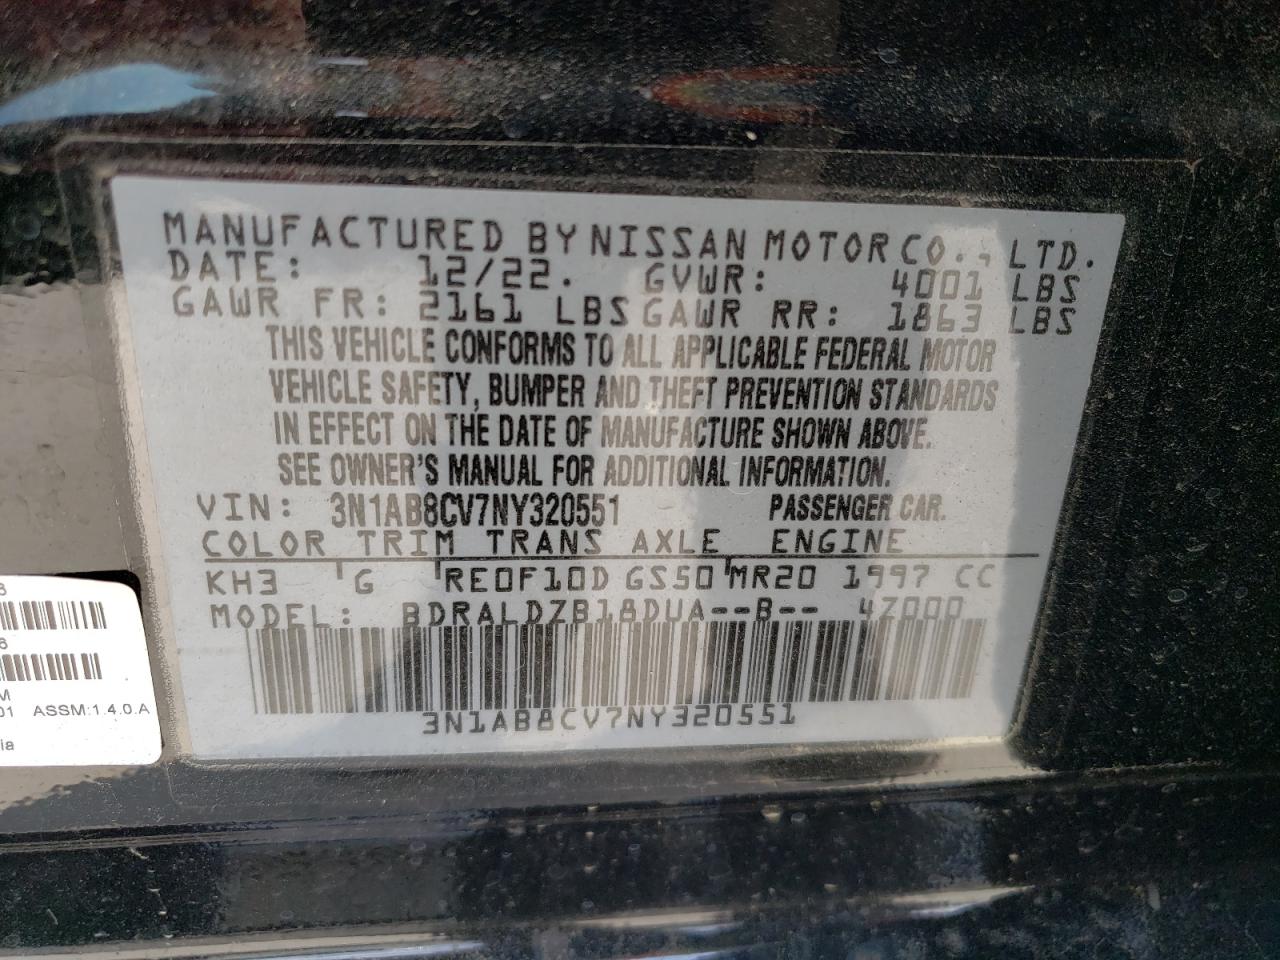 MANUFACTURED BY NISSAN MOTOR CO., LTD.
DATE: 12/22. GVWR: 4001 LBS
GAWR FR: 2161 LBS GAWR RR: 1863 LBS
THIS VEHICLE CONFORMS TO ALL APPLICABLE FEDERAL MOTOR
VEHICLE SAFETY, BUMPER AND THEFT PREVENTION STANDARDS
IN EFFECT ON THE DATE OF MANUFACTURE SHOWN ABOVE.
SEE OWNER'S MANUAL FOR ADDITIONAL INFORMATION.
VIN: 3N1AB8CV7NY320551 PASSENGER CAR.
COLOR TRIM TRANS AXLE ENGINE
KH3 G RE0F10D GS50 MR20 1997 CC
MODEL: BDRALDZB18DUA--B-- 4Z000
3N1AB8CV7NY320551
ASSM:1.4.0.A